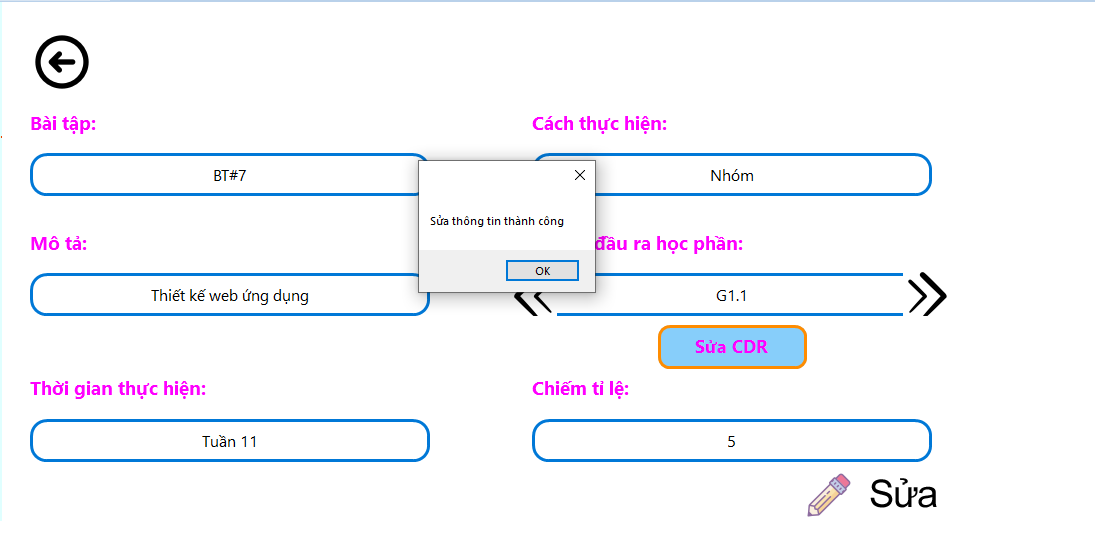 Bài tập:
Cách thực hiện:
BT#7
Nhóm
Sửa thông tin thành công
OK
Mô tả:
đầu ra học phần:
Thiết kế web ứng dụng
G1.1
Sửa CDR
Thời gian thực hiện:
Chiếm tỉ lệ:
Tuần 11
5
Sửa